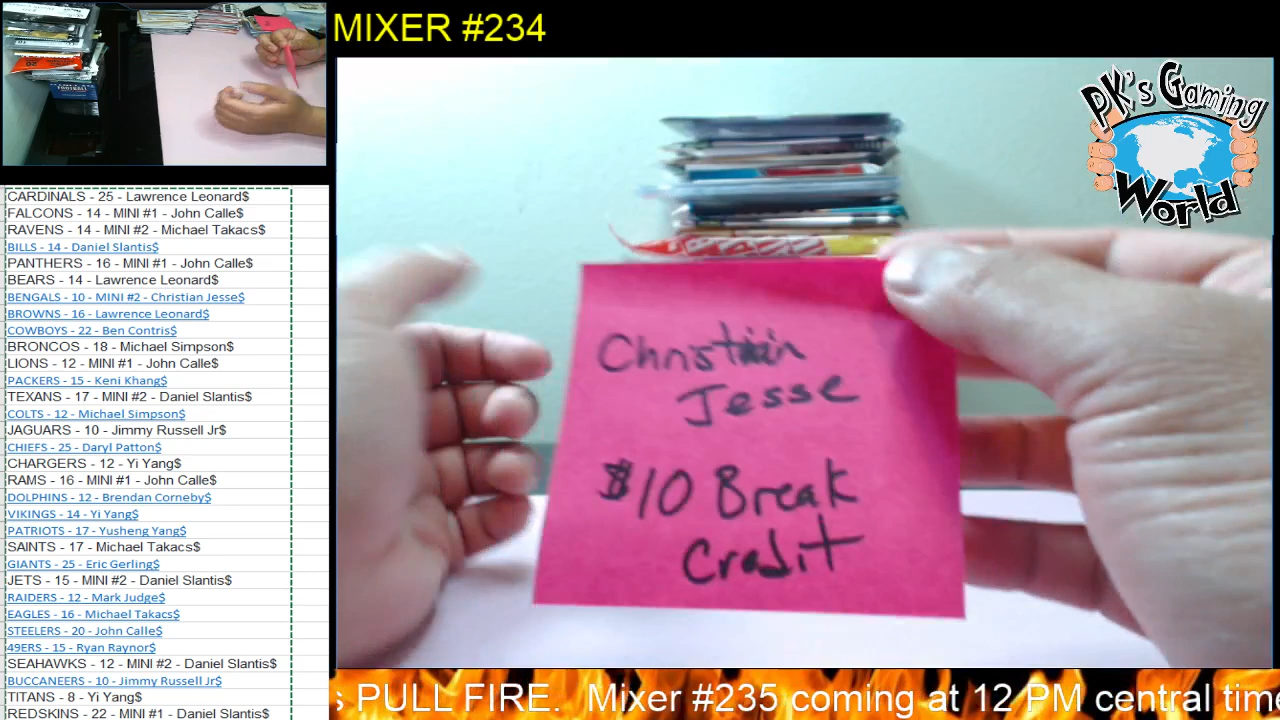 MIXER #234
PK's Gaming
World
CARDINALS - 25 - Lawrence Leonard$
FALCONS - 14 - MINI #1 - John Calle$
RAVENS - 14 - MINI #2 - Michael Takacs$
BILLS - 14 - Daniel Slantis$
PANTHERS - 16 - MINI #1 - John Calle$
BEARS - 14 - Lawrence Leonard$
BENGALS - 10 - MINI #2 - Christian Jesse$
BROWNS - 16 - Lawrence Leonard$
COWBOYS - 22 - Ben Contris$
BRONCOS - 18 - Michael Simpson$
LIONS - 12 - MINI #1 - John Calle$
PACKERS - 15 - Keni Khang$
TEXANS - 17 - MINI #2 - Daniel Slantis$
COLTS - 12 - Michael Simpson$
JAGUARS - 10 - Jimmy Russell Jr$
CHIEFS - 25 - Daryl Patton$
CHARGERS - 12 - Yi Yang$
RAMS - 16 - MINI #1 - John Calle$
DOLPHINS - 12 - Brendan Corneby$
VIKINGS - 14 - Yi Yang$
PATRIOTS - 17 - Yusheng Yang$
SAINTS - 17 - Michael Takacs$
GIANTS - 25 - Eric Gerling$
JETS - 15 - MINI #2 - Daniel Slantis$
RAIDERS - 12 - Mark Judge$
EAGLES - 16 - Michael Takacs$
STEELERS - 20 - John Calle$
49ERS - 15 - Ryan Raynor$
SEAHAWKS - 12 - MINI #2 - Daniel Slantis$
BUCCANEERS - 10 - Jimmy Russell Jr$
TITANS - 8 - Yi Yang$
REDSKINS - 22 - MINI #1 - Daniel Slantis$
Christian
Jesse
$10 Break
Credit
s PULL FIRE. Mixer #235 coming at 12 PM central time